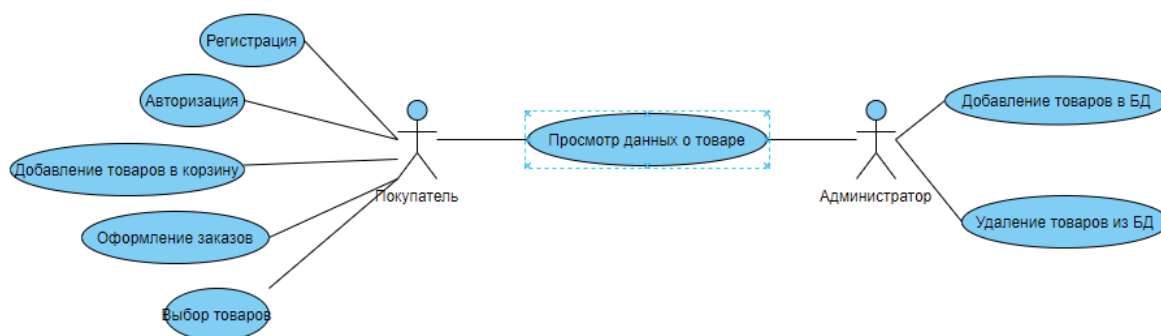 Регистрация
Авторизация
Добавление товаров в корзину
Оформление заказов
Выбор товаров
Покупатель
Просмотр данных о товаре
Администратор
Добавление товаров в БД
Удаление товаров из БД